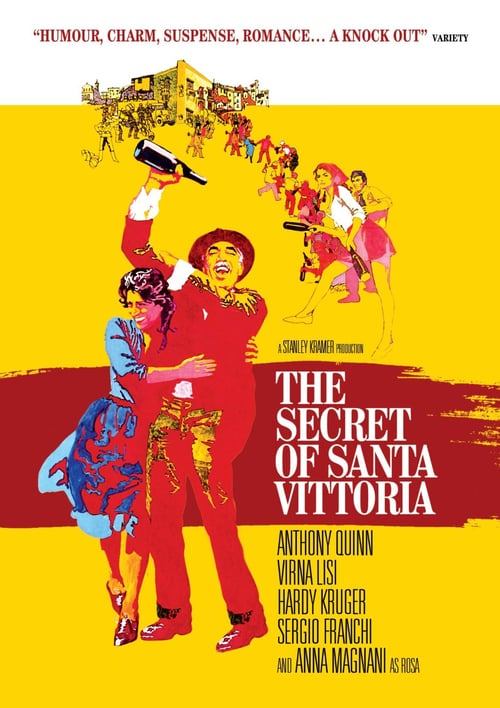 “HUMOUR, CHARM, SUSPENSE, ROMANCE... A KNOCK OUT” VARIETY
A STANLEY KRAMER PRODUCTION
THE
SECRET
OF SANTA
VITTORIA
ANTHONY QUINN
VIRNA LISI
HARDY KRUGER
SERGIO FRANCHI
AND ANNA MAGNANI AS ROSA